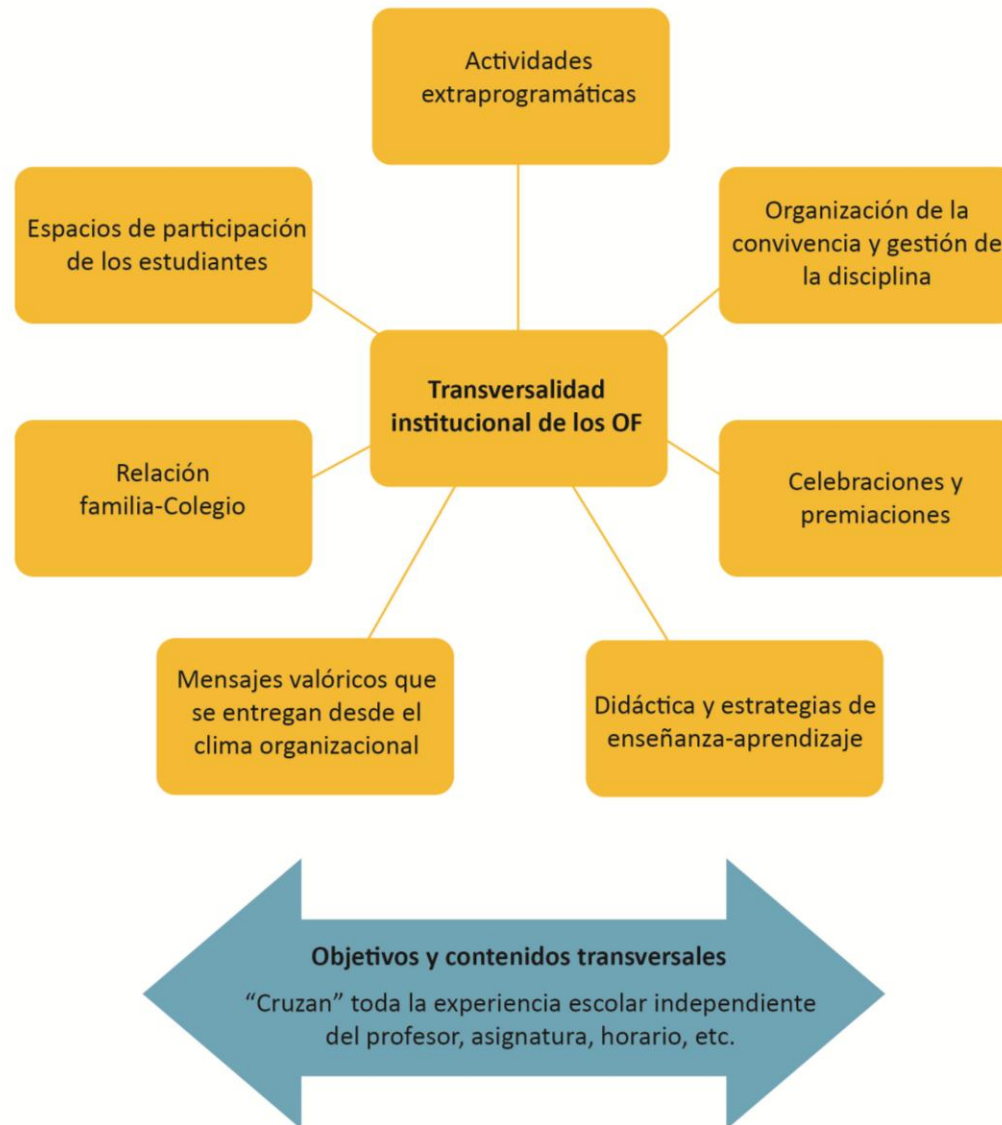 Actividades
extraprogramáticas
Espacios de participación
de los estudiantes
Organización de la
convivencia y gestión de
la disciplina
Transversalidad
institucional de los OF
Relación
familia-Colegio
Celebraciones y
premiaciones
Mensajes valóricos que
se entregan desde el
clima organizacional
Didáctica y estrategias de
enseñanza-aprendizaje
Objetivos y contenidos transversales
“Cruzan” toda la experiencia escolar independiente
del profesor, asignatura, horario, etc.